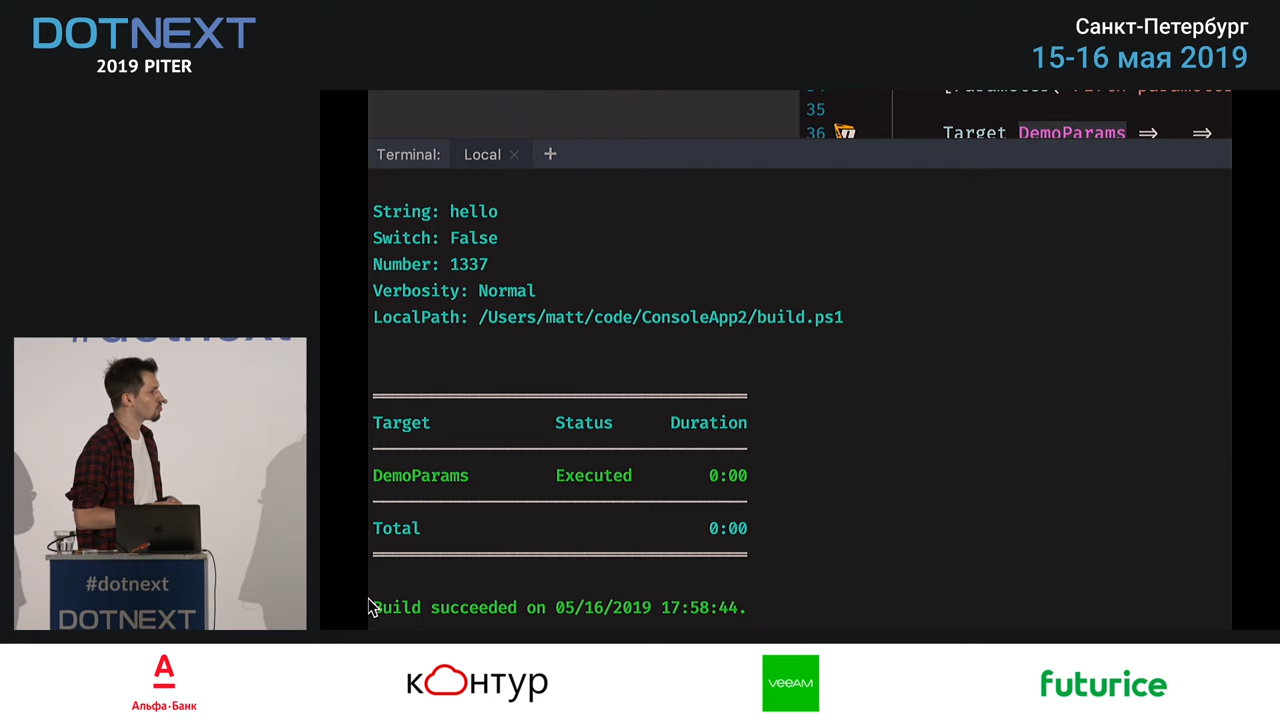 DOTNEXT
2019 PITER
Санкт-Петербург
15-16 мая 2019
35
36 Target DemoParams ⇒ ⇒
Terminal: Local × +
String: hello
Switch: False
Number: 1337
Verbosity: Normal
LocalPath: /Users/matt/code/ConsoleApp2/build.ps1
Target Status Duration
DemoParams Executed 0:00
Total 0:00
Build succeeded on 05/16/2019 17:58:44.
#dotnext
#dotnext
DOTNEXT
Альфа·Банк
контур
veeAM
futurice